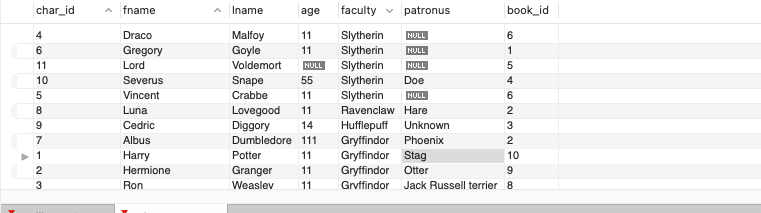 char_id fname lname age faculty patronus book_id
4 Draco Malfoy 11 Slytherin NULL 6
6 Gregory Goyle 11 Slytherin NULL 1
11 Lord Voldemort NULL Slytherin NULL 5
10 Severus Snape 55 Slytherin Doe 4
5 Vincent Crabbe 11 Slytherin NULL 6
8 Luna Lovegood 11 Ravenclaw Hare 2
9 Cedric Diggory 14 Hufflepuff Unknown 3
7 Albus Dumbledore 111 Gryffindor Phoenix 2
1 Harry Potter 11 Gryffindor Stag 10
2 Hermione Granger 11 Gryffindor Otter 9
3 Ron Weasley 11 Gryffindor Jack Russell terrier 8